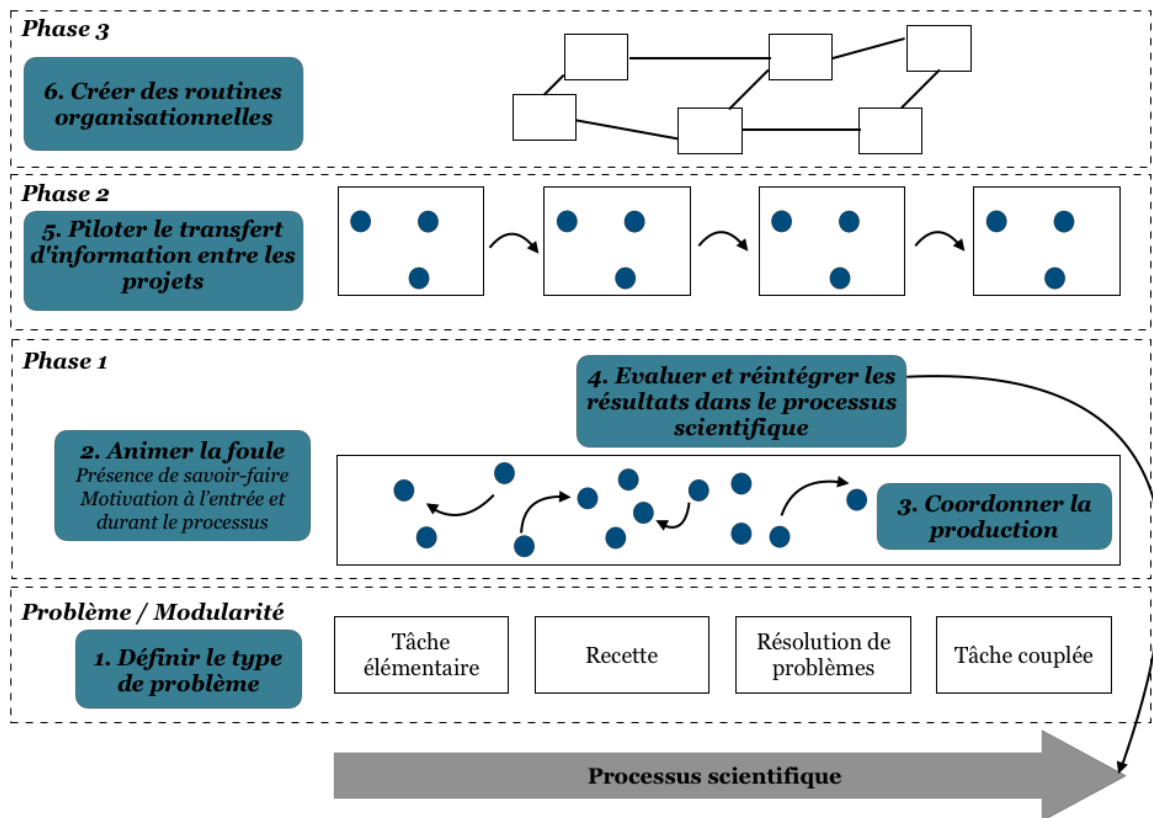 Phase 3
6. Créer des routines
organisationnelles
Phase 2
5. Piloter le transfert
d'information entre les
projets
Phase 1
4. Evaluer et réintégrer les
résultats dans le processus
scientifique
2. Animer la foule
Présence de savoir-faire
Motivation à l'entrée et
durant le processus
3. Coordonner la
production
Problème / Modularité
1. Définir le type
de problème
Tâche
élémentaire
Recette
Résolution de
problèmes
Tâche couplée
Processus scientifique